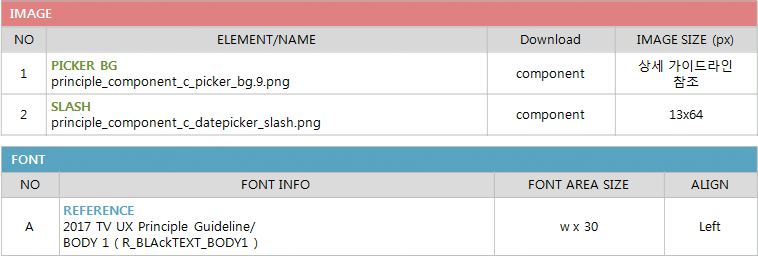 IMAGE
NO ELEMENT/NAME Download IMAGE SIZE (px)
1 PICKER BG principle_component_c_picker_bg.9.png component 상세 가이드라인 참조
2 SLASH principle_component_c_datepicker_slash.png component 13x64
FONT
NO FONT INFO FONT AREA SIZE ALIGN
REFERENCE
A 2017 TV UX Principle Guideline/ w x 30 Left
BODY 1 ( R_BLAckTEXT_BODY1 )